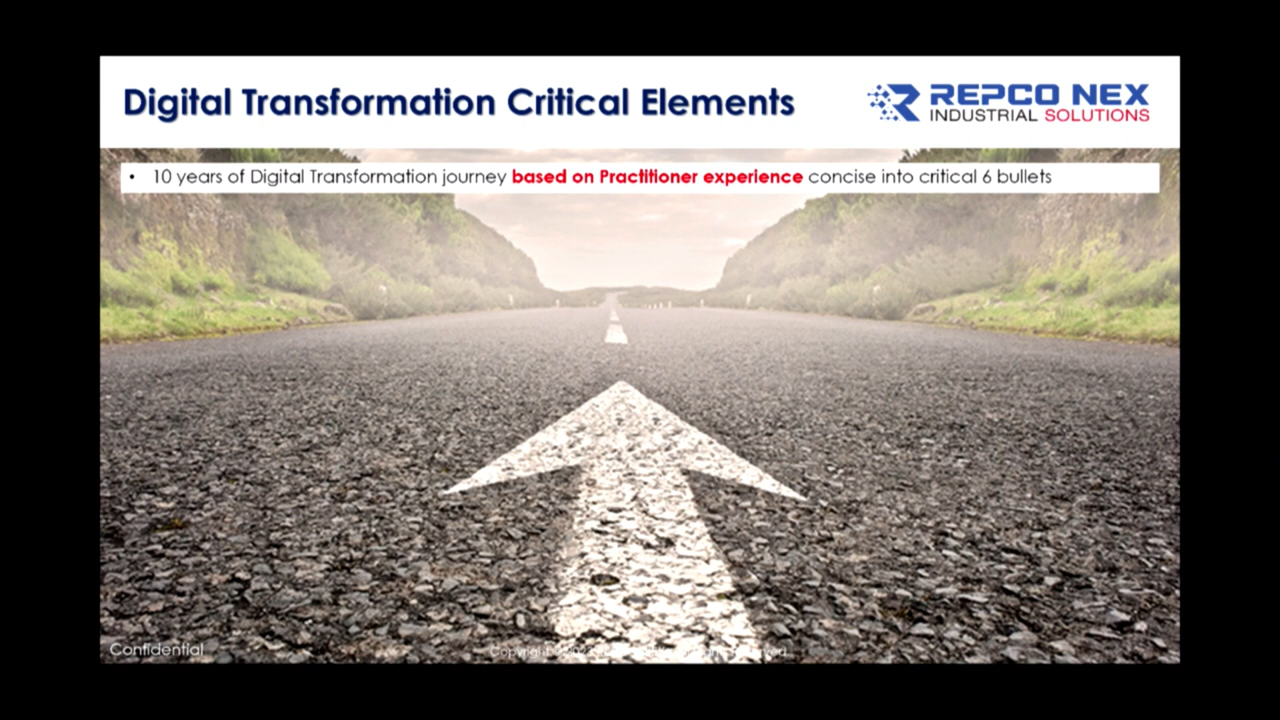 Digital Transformation Critical Elements
REPCO NEX
INDUSTRIAL SOLUTIONS
• 10 years of Digital Transformation journey based on Practitioner experience concise into critical 6 bullets
Confidential
Copyright